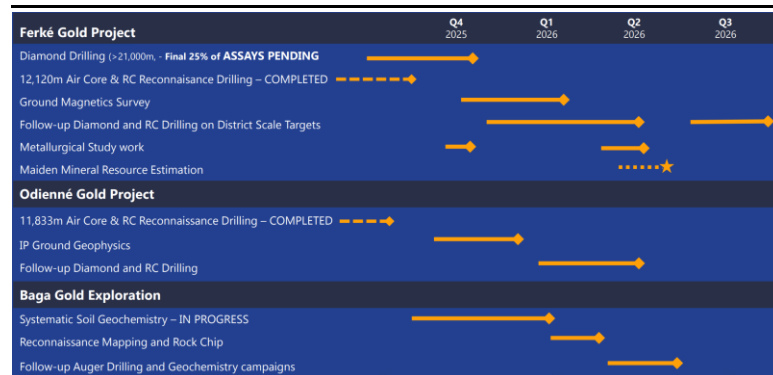 Ferké Gold Project
Q4 Q1 Q2 Q3
2025 2026 2026 2026
Diamond Drilling (>21,000m, - Final 25% of ASSAYS PENDING
12,120m Air Core & RC Reconnaisance Drilling – COMPLETED
Ground Magnetics Survey
Follow-up Diamond and RC Drilling on District Scale Targets
Metallurgical Study work
Maiden Mineral Resource Estimation
Odienné Gold Project
11,833m Air Core & RC Reconnaissance Drilling – COMPLETED
IP Ground Geophysics
Follow-up Diamond and RC Drilling
Baga Gold Exploration
Systematic Soil Geochemistry – IN PROGRESS
Reconnaissance Mapping and Rock Chip
Follow-up Auger Drilling and Geochemistry campaigns